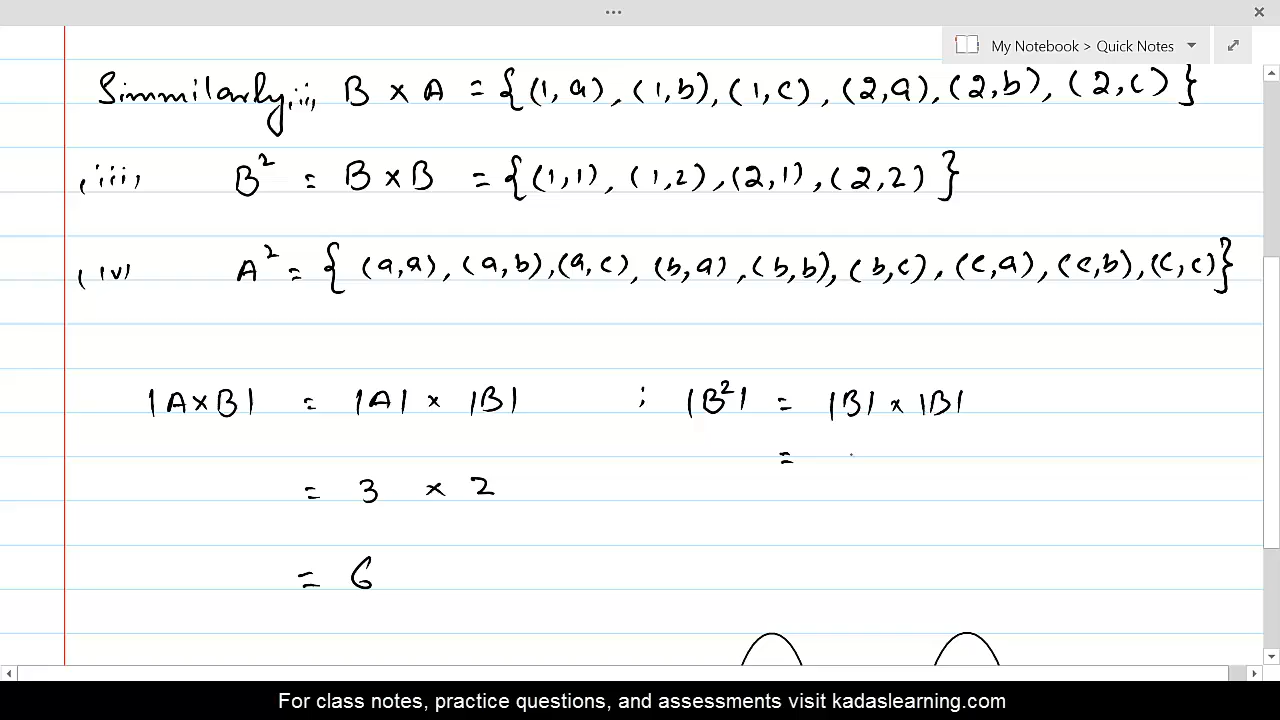 My Notebook > Quick Notes
Simmilarly,ii, B × A = {(1,a), (1,b), (1,c), (2,a), (2,b), (2,c)}
(iii, B² = B × B = {(1,1), (1,2), (2,1), (2,2)}
(iv) A² = {(a,a), (a,b), (a,c), (b,a), (b,b), (b,c), (c,a), (c,b), (c,c)}
|A×B| = |A| × |B| ; |B²| = |B| × |B|
=
= 3 × 2
= 6
For class notes, practice questions, and assessments visit kadaslearning.com